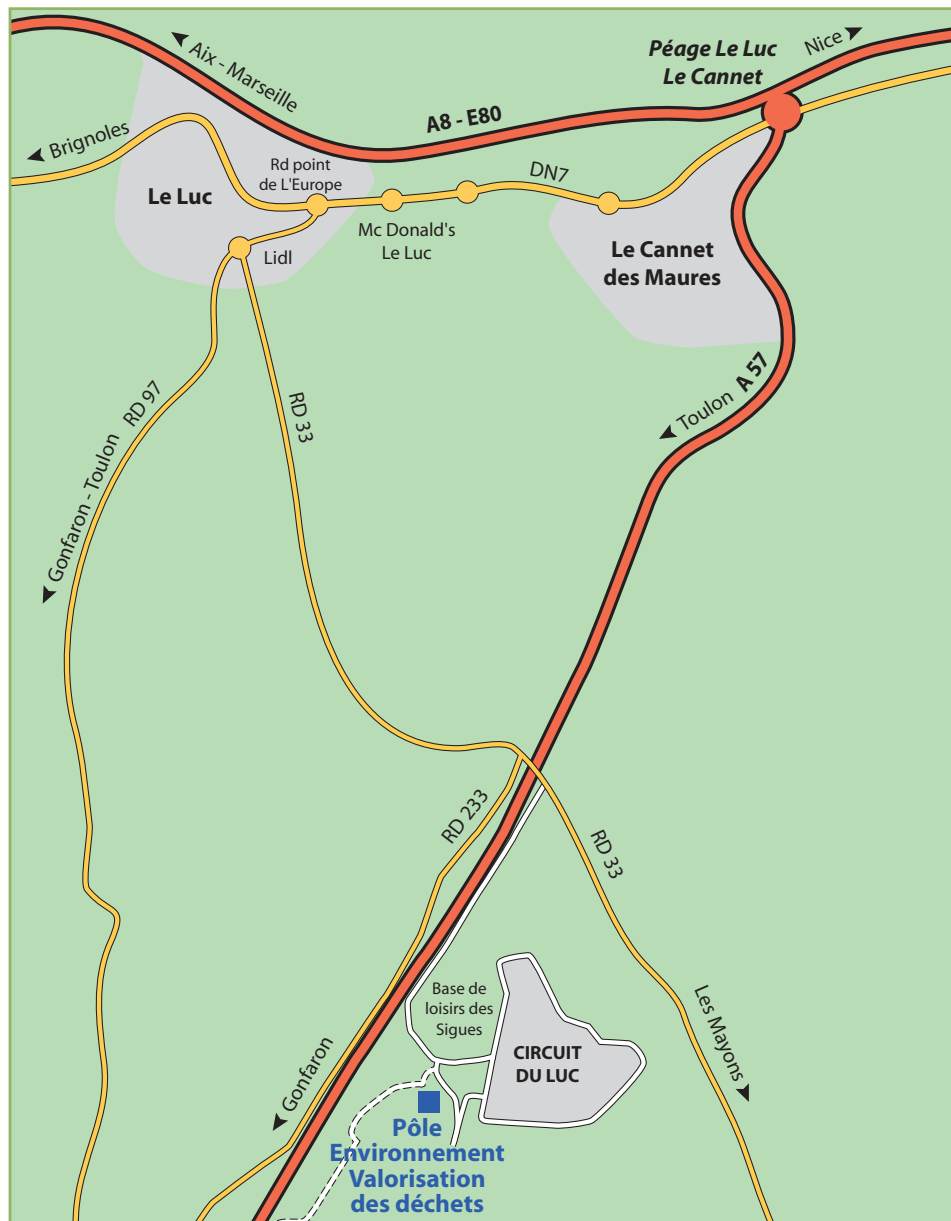 Aix - Marseille
Péage Le Luc
Le Cannet
Nice
A8 - E80
Brignoles
Rd point
de L'Europe
DN7
Le Luc
Lidl
Mc Donald's
Le Luc
Le Cannet
des Maures
A 57
Toulon
RD 97
RD 33
Gonfaron - Toulon
RD 233
RD 33
Base de
loisirs des
Sigues
Les Mayons
CIRCUIT
DU LUC
Gonfaron
Pôle
Environnement
Valorisation
des déchets